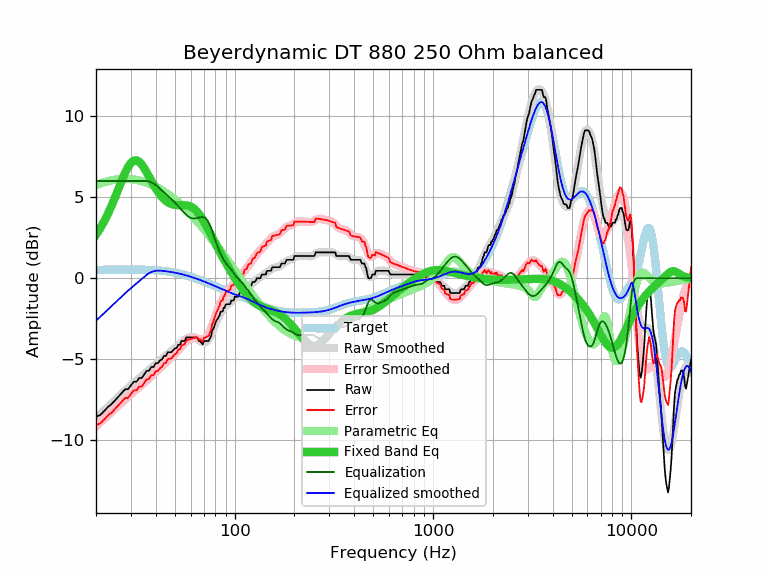 Beyerdynamic DT 880 250 Ohm balanced
10
5
0
−5
−10
Amplitude (dBr)
Target
Raw Smoothed
Error Smoothed
Raw
Error
Parametric Eq
Fixed Band Eq
Equalization
Equalized smoothed
100
1000
10000
Frequency (Hz)